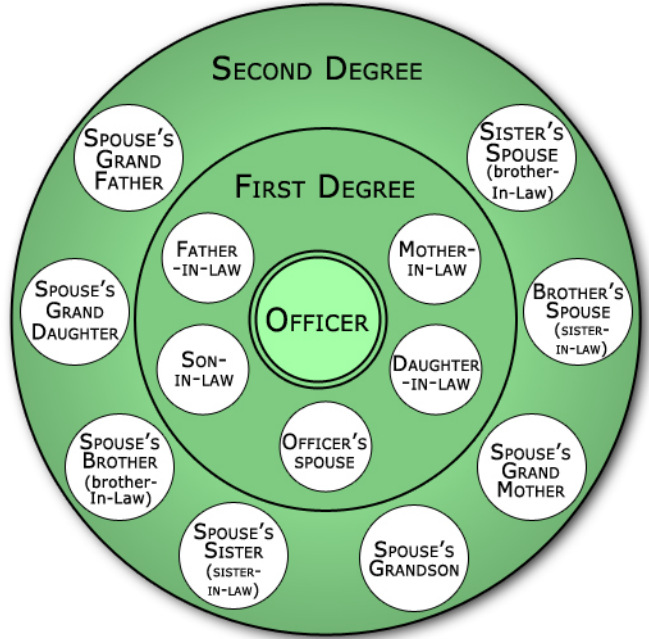 Second Degree
Spouse's
Grand
Father
Sister's
Spouse
(brother-
In-Law)
First Degree
Father
-in-law
Mother-
in-law
Spouse's
Grand
Daughter
Officer
Brother's
Spouse
(sister-
in-law)
Son-
in-law
Daughter
-in-law
Spouse's
Brother
(brother-
In-Law)
Officer's
spouse
Spouse's
Grand
Mother
Spouse's
Sister
(sister-
in-law)
Spouse's
Grandson